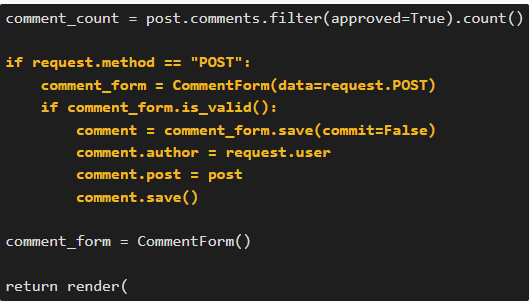 comment_count = post.comments.filter(approved=True).count()

if request.method == "POST":
    comment_form = CommentForm(data=request.POST)
    if comment_form.is_valid():
        comment = comment_form.save(commit=False)
        comment.author = request.user
        comment.post = post
        comment.save()

comment_form = CommentForm()

return render(